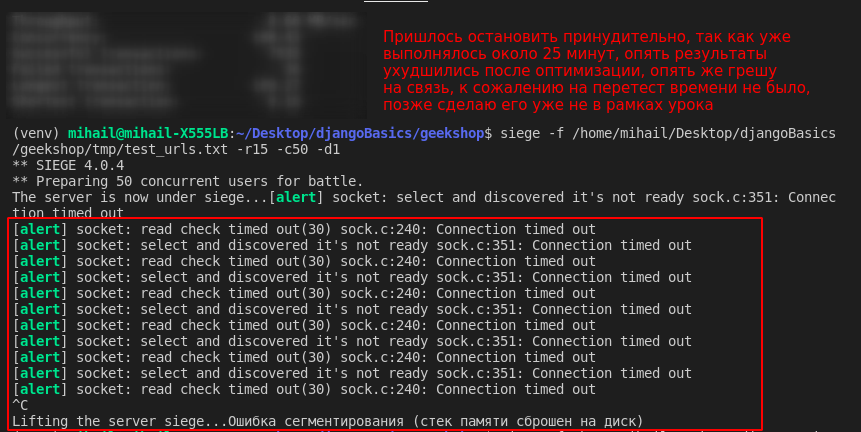 Пришлось остановить принудительно, так как уже
выполнялось около 25 минут, опять результаты
ухудшились после оптимизации, опять же грешу
на связь, к сожалению на перетест времени не было,
позже сделаю его уже не в рамках урока
(venv) mihail@mihail-X555LB:~/Desktop/djangoBasics/geekshop$ siege -f /home/mihail/Desktop/djangoBasics
/geekshop/tmp/test_urls.txt -r15 -c50 -d1
** SIEGE 4.0.4
** Preparing 50 concurrent users for battle.
The server is now under siege...[alert] socket: select and discovered it's not ready sock.c:351: Connec
tion timed out
[alert] socket: read check timed out(30) sock.c:240: Connection timed out
[alert] socket: select and discovered it's not ready sock.c:351: Connection timed out
[alert] socket: read check timed out(30) sock.c:240: Connection timed out
[alert] socket: select and discovered it's not ready sock.c:351: Connection timed out
[alert] socket: read check timed out(30) sock.c:240: Connection timed out
[alert] socket: select and discovered it's not ready sock.c:351: Connection timed out
[alert] socket: read check timed out(30) sock.c:240: Connection timed out
[alert] socket: select and discovered it's not ready sock.c:351: Connection timed out
[alert] socket: read check timed out(30) sock.c:240: Connection timed out
[alert] socket: select and discovered it's not ready sock.c:351: Connection timed out
[alert] socket: read check timed out(30) sock.c:240: Connection timed out
^C
Lifting the server siege...Ошибка сегментирования (стек памяти сброшен на диск)